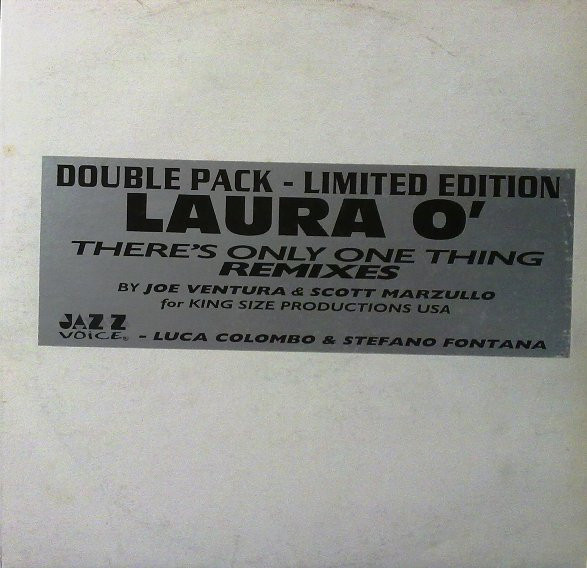 DOUBLE PACK - LIMITED EDITION
LAURA O'
THERE'S ONLY ONE THING
REMIXES
BY JOE VENTURA & SCOTT MARZULLO
for KING SIZE PRODUCTIONS USA
JAZZ
VOICE® - LUCA COLOMBO & STEFANO FONTANA